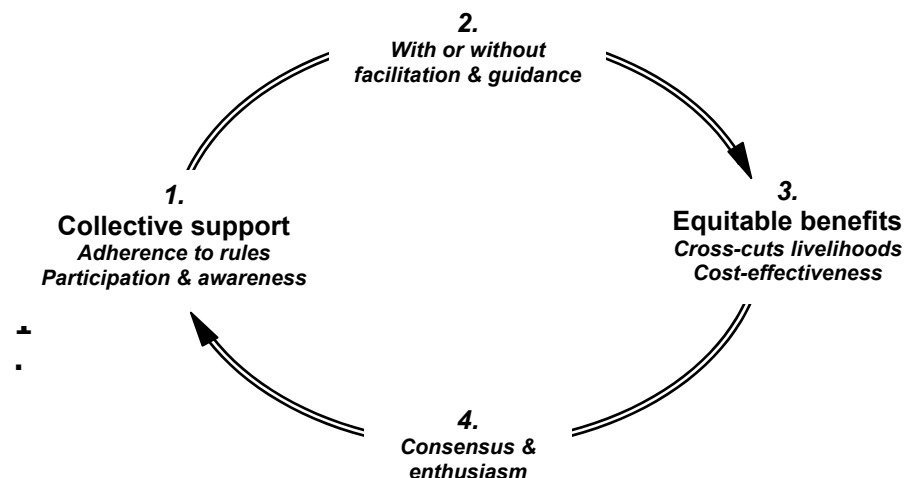 2.
With or without
facilitation & guidance
1.
Collective support
Adherence to rules
Participation & awareness
3.
Equitable benefits
Cross-cuts livelihoods
Cost-effectiveness
4.
Consensus &
enthusiasm